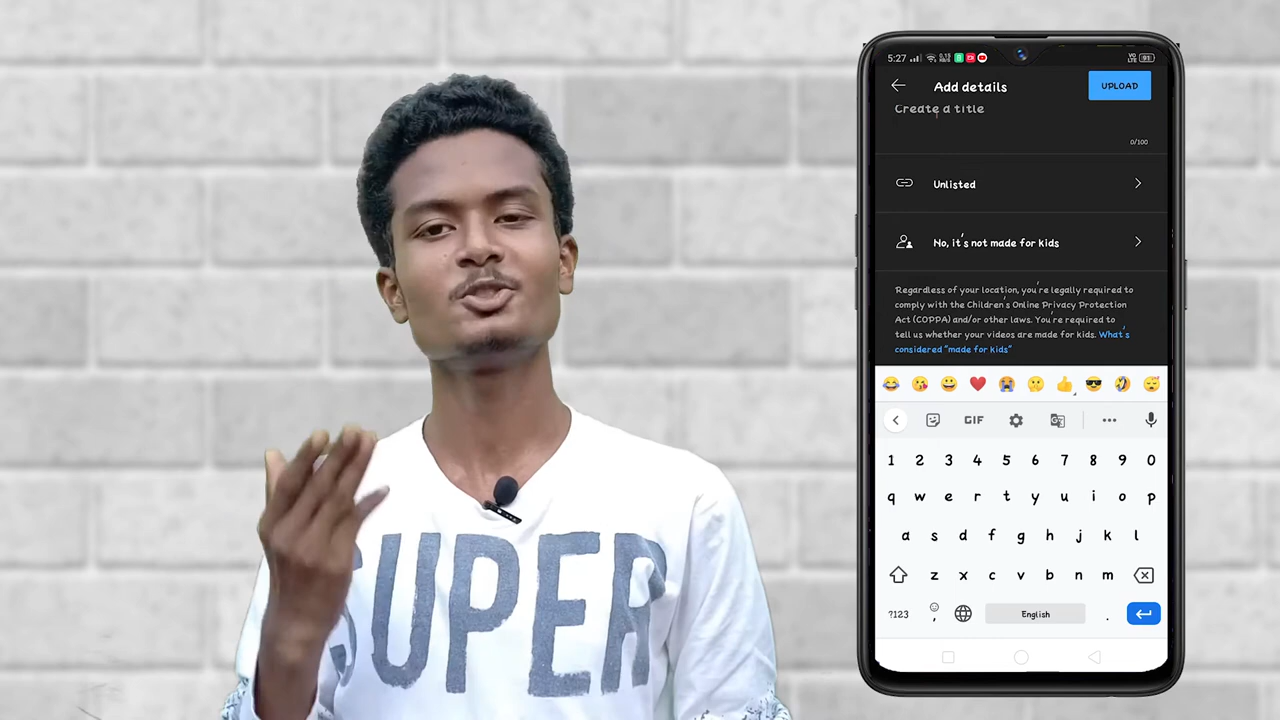 5:27
VO
LTE
91
Add details
UPLOAD
Create a title
0/100
Unlisted
No, it's not made for kids
Regardless of your location, you're legally required to
comply with the Children's Online Privacy Protection
Act (COPPA) and/or other laws. You're required to
tell us whether your videos are made for kids. What's
considered "made for kids"
GIF
1 2 3 4 5 6 7 8 9 0
q w e r t y u i o p
a s d f g h j k l
z x c v b n m
?123 , English .
SUPER